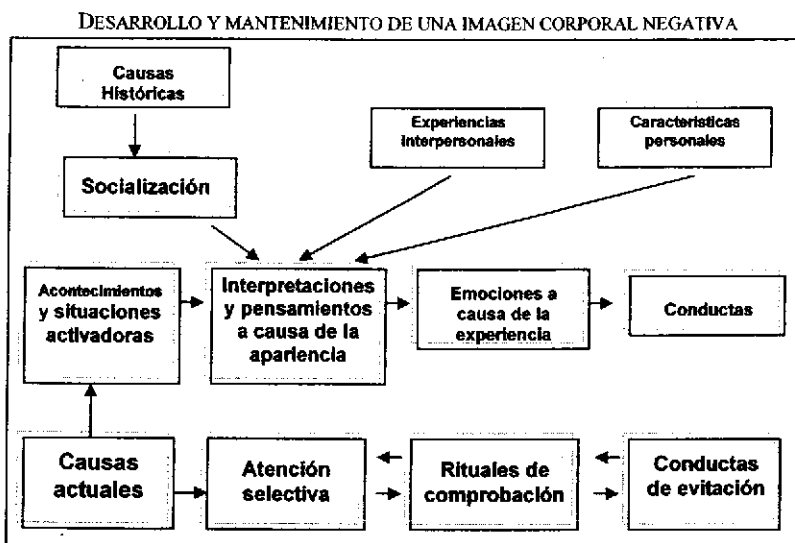 DESARROLLO Y MANTENIMIENTO DE UNA IMAGEN CORPORAL NEGATIVA
Causas
Históricas
Experiencias
interpersonales
Características
personales
Socialización
Acontecimientos
y situaciones
activadoras
Interpretaciones
y pensamientos
a causa de la
apariencia
Emociones a
causa de la
experiencia
Conductas
Causas
actuales
Atención
selectiva
Rituales de
comprobación
Conductas
de evitación